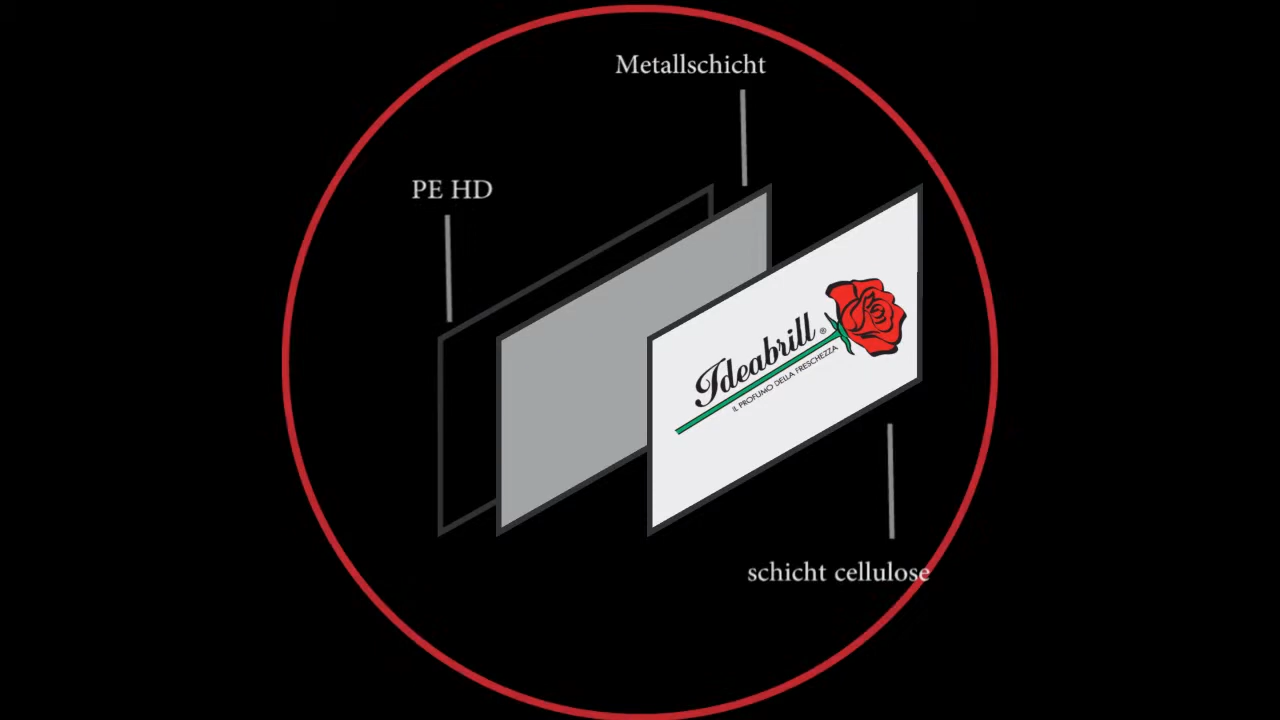 Metallschicht
PE HD
Ideabrill ®
IL PROFUMO DELLA FRESCHEZZA
schicht cellulose